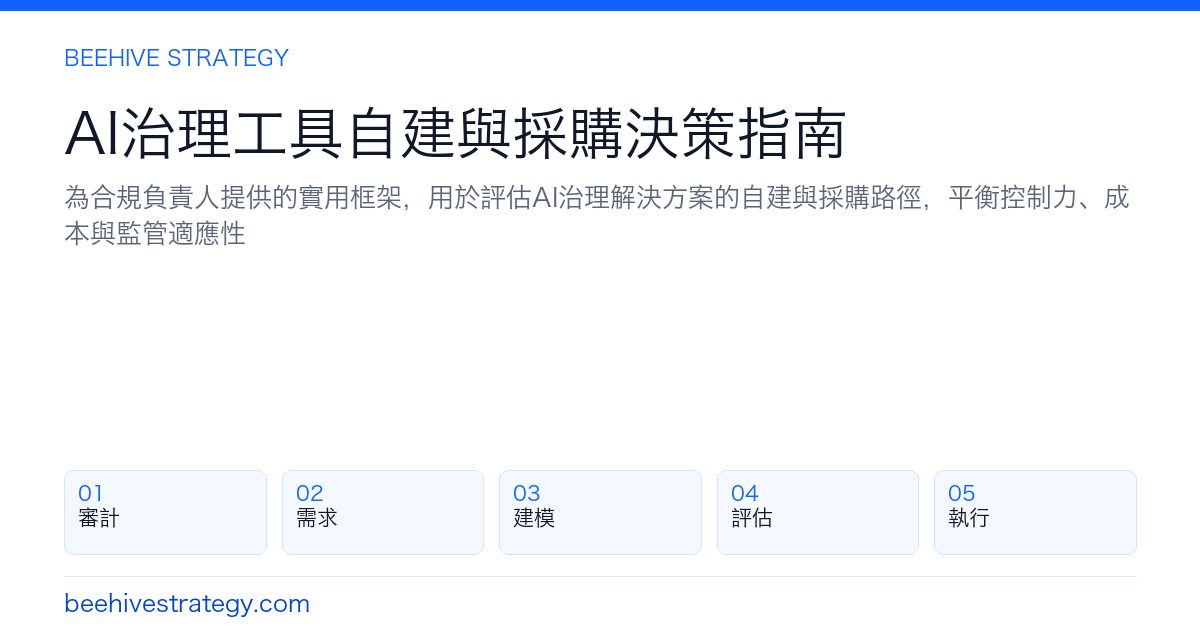 BEEHIVE STRATEGY
AI治理工具自建與採購決策指南
為合規負責人提供的實用框架，用於評估AI治理解決方案的自建與採購路徑，平衡控制力、成
本與監管適應性
01
審計
02
需求
03
建模
04
評估
05
執行
beehivestrategy.com